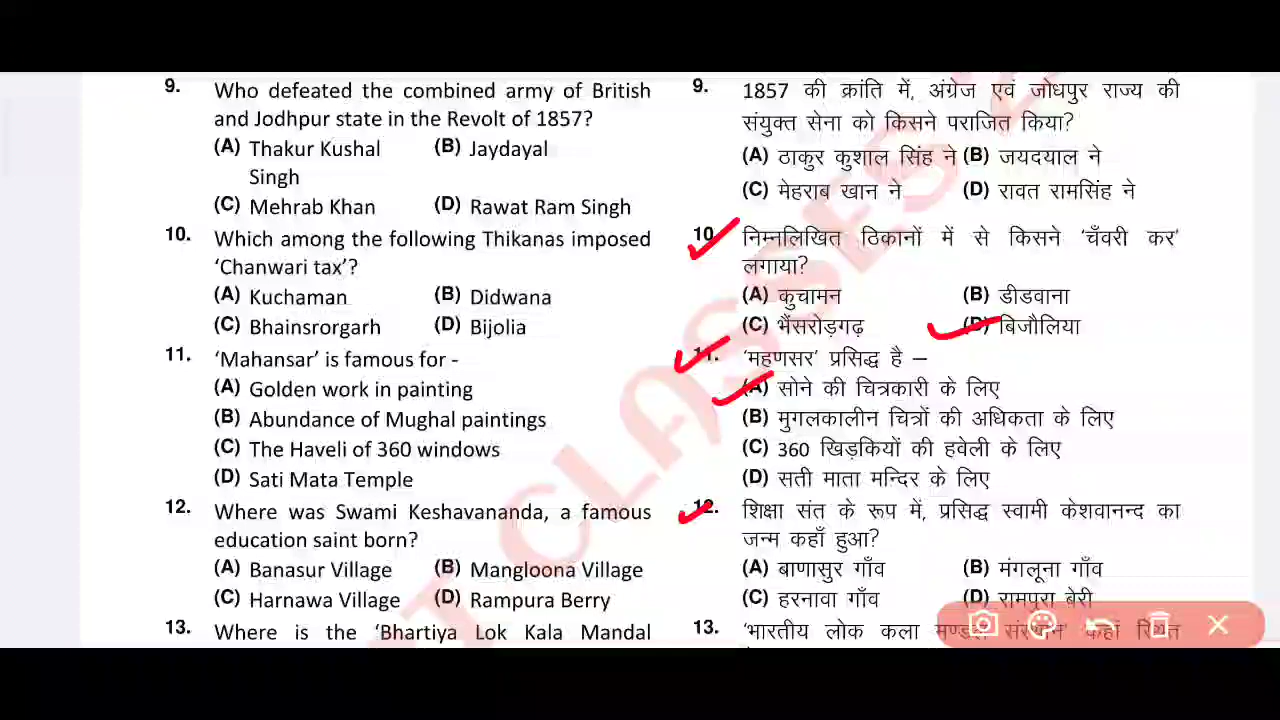 9. Who defeated the combined army of British
and Jodhpur state in the Revolt of 1857?
(A) Thakur Kushal (B) Jaydayal
Singh
(C) Mehrab Khan (D) Rawat Ram Singh
10. Which among the following Thikanas imposed
‘Chanwari tax’?
(A) Kuchaman (B) Didwana
(C) Bhainsrorgarh (D) Bijolia
11. ‘Mahansar’ is famous for -
(A) Golden work in painting
(B) Abundance of Mughal paintings
(C) The Haveli of 360 windows
(D) Sati Mata Temple
12. Where was Swami Keshavananda, a famous
education saint born?
(A) Banasur Village (B) Mangloona Village
(C) Harnawa Village (D) Rampura Berry
13. Where is the ‘Bhartiya Lok Kala Mandal
9. 1857 की क्रांति में, अंग्रेज एवं जोधपुर राज्य की
संयुक्त सेना को किसने पराजित किया?
(A) ठाकुर कुशाल सिंह ने (B) जयदयाल ने
(C) मेहराब खान ने (D) रावत रामसिंह ने
10. निम्नलिखित ठिकानों में से किसने ‘चँवरी कर’
लगाया?
(A) कुचामन (B) डीडवाना
(C) भैंसरोड़गढ़ (D) बिजौलिया
11. ‘महणसर’ प्रसिद्ध है –
(A) सोने की चित्रकारी के लिए
(B) मुगलकालीन चित्रों की अधिकता के लिए
(C) 360 खिड़कियों की हवेली के लिए
(D) सती माता मन्दिर के लिए
12. शिक्षा संत के रूप में, प्रसिद्ध स्वामी केशवानन्द का
जन्म कहाँ हुआ?
(A) बाणासुर गाँव (B) मंगलूना गाँव
(C) हरनावा गाँव (D) रामपुरा बेरी
13. ‘भारतीय लोक कला मण्डल संस्थान’ कहां स्थित
CLASSES